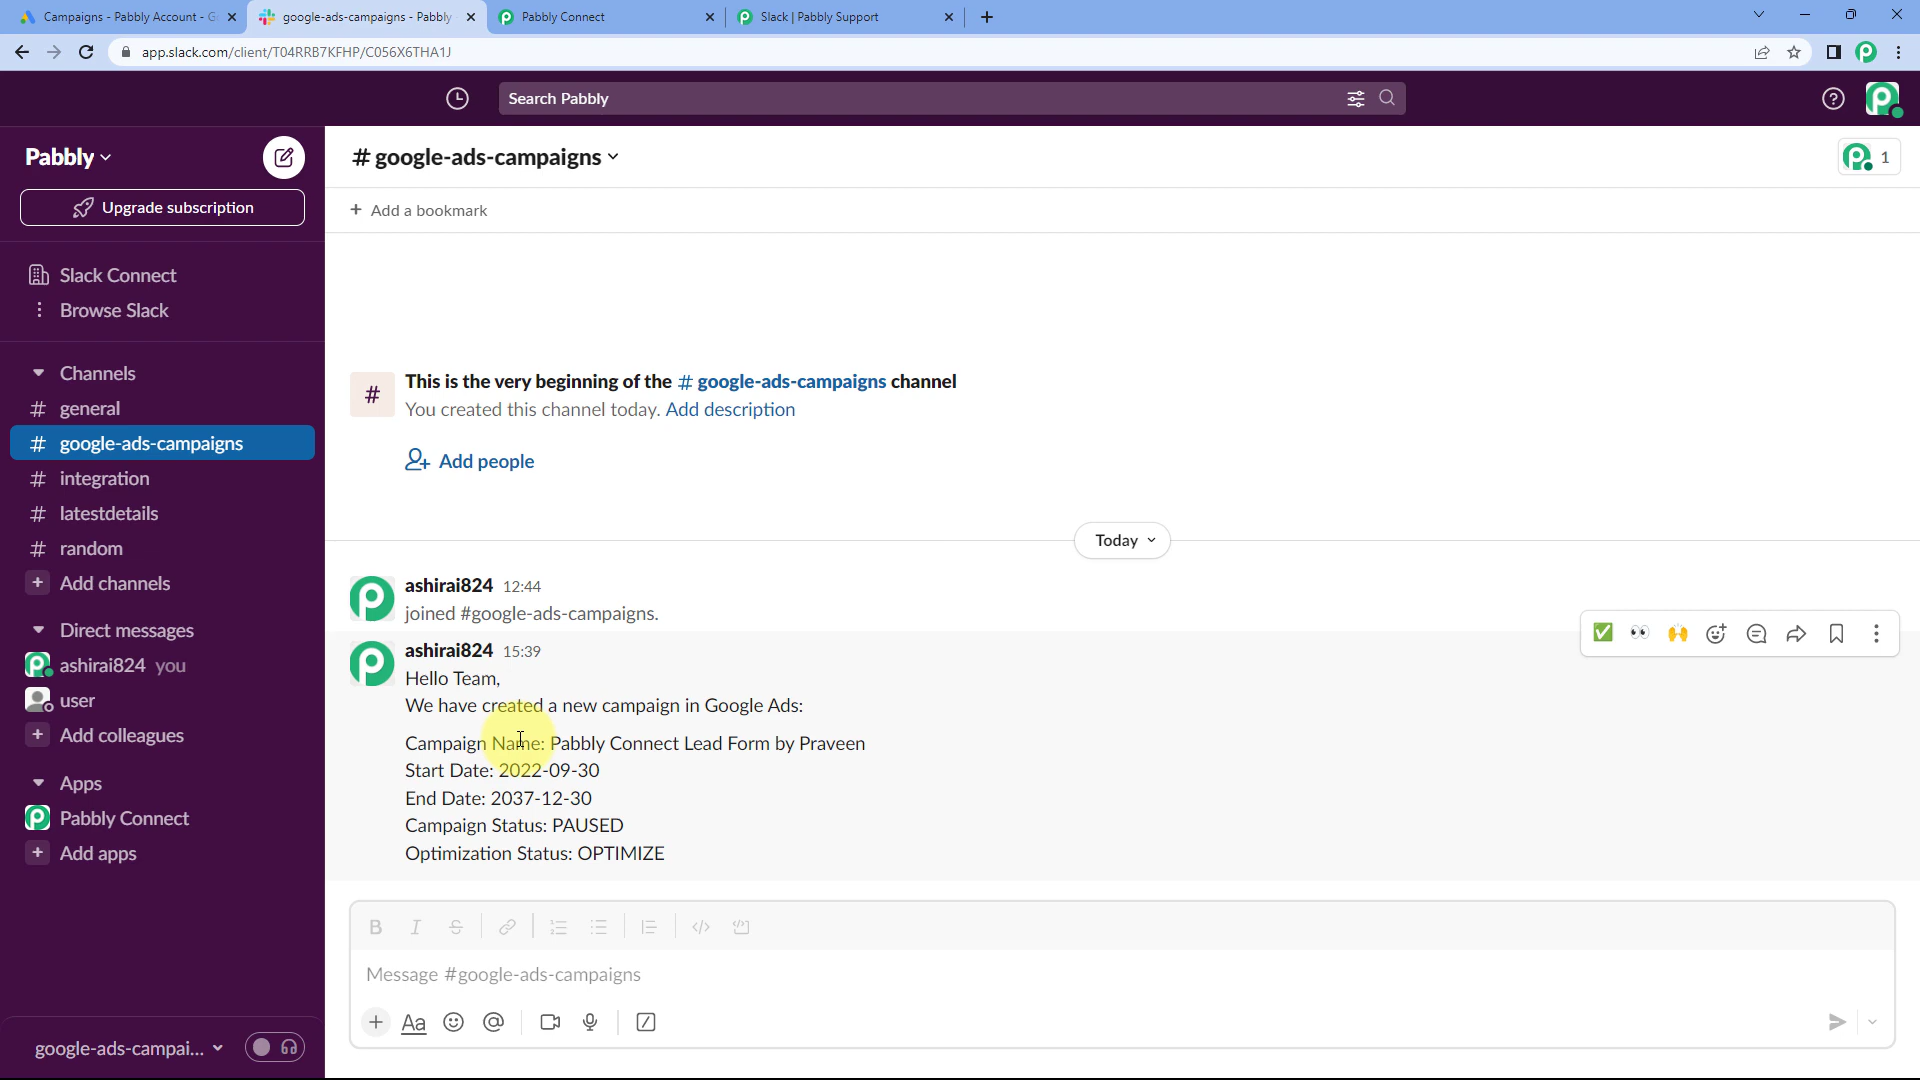 Campaigns - Pabbly Account - G
google-ads-campaigns - Pabbly
Pabbly Connect
Slack | Pabbly Support
app.slack.com/client/T04RRB7KFHP/C056X6THA1J
Search Pabbly
Pabbly
Upgrade subscription
Slack Connect
Browse Slack
Channels
# general
# google-ads-campaigns
# integration
# latestdetails
# random
+ Add channels
Direct messages
ashirai824 you
user
+ Add colleagues
Apps
Pabbly Connect
+ Add apps
google-ads-campai...
# google-ads-campaigns
1
+ Add a bookmark
# This is the very beginning of the # google-ads-campaigns channel
You created this channel today. Add description
Add people
Today
ashirai824 12:44
joined #google-ads-campaigns.
ashirai824 15:39
Hello Team,
We have created a new campaign in Google Ads:
Campaign Name: Pabbly Connect Lead Form by Praveen
Start Date: 2022-09-30
End Date: 2037-12-30
Campaign Status: PAUSED
Optimization Status: OPTIMIZE
Message #google-ads-campaigns